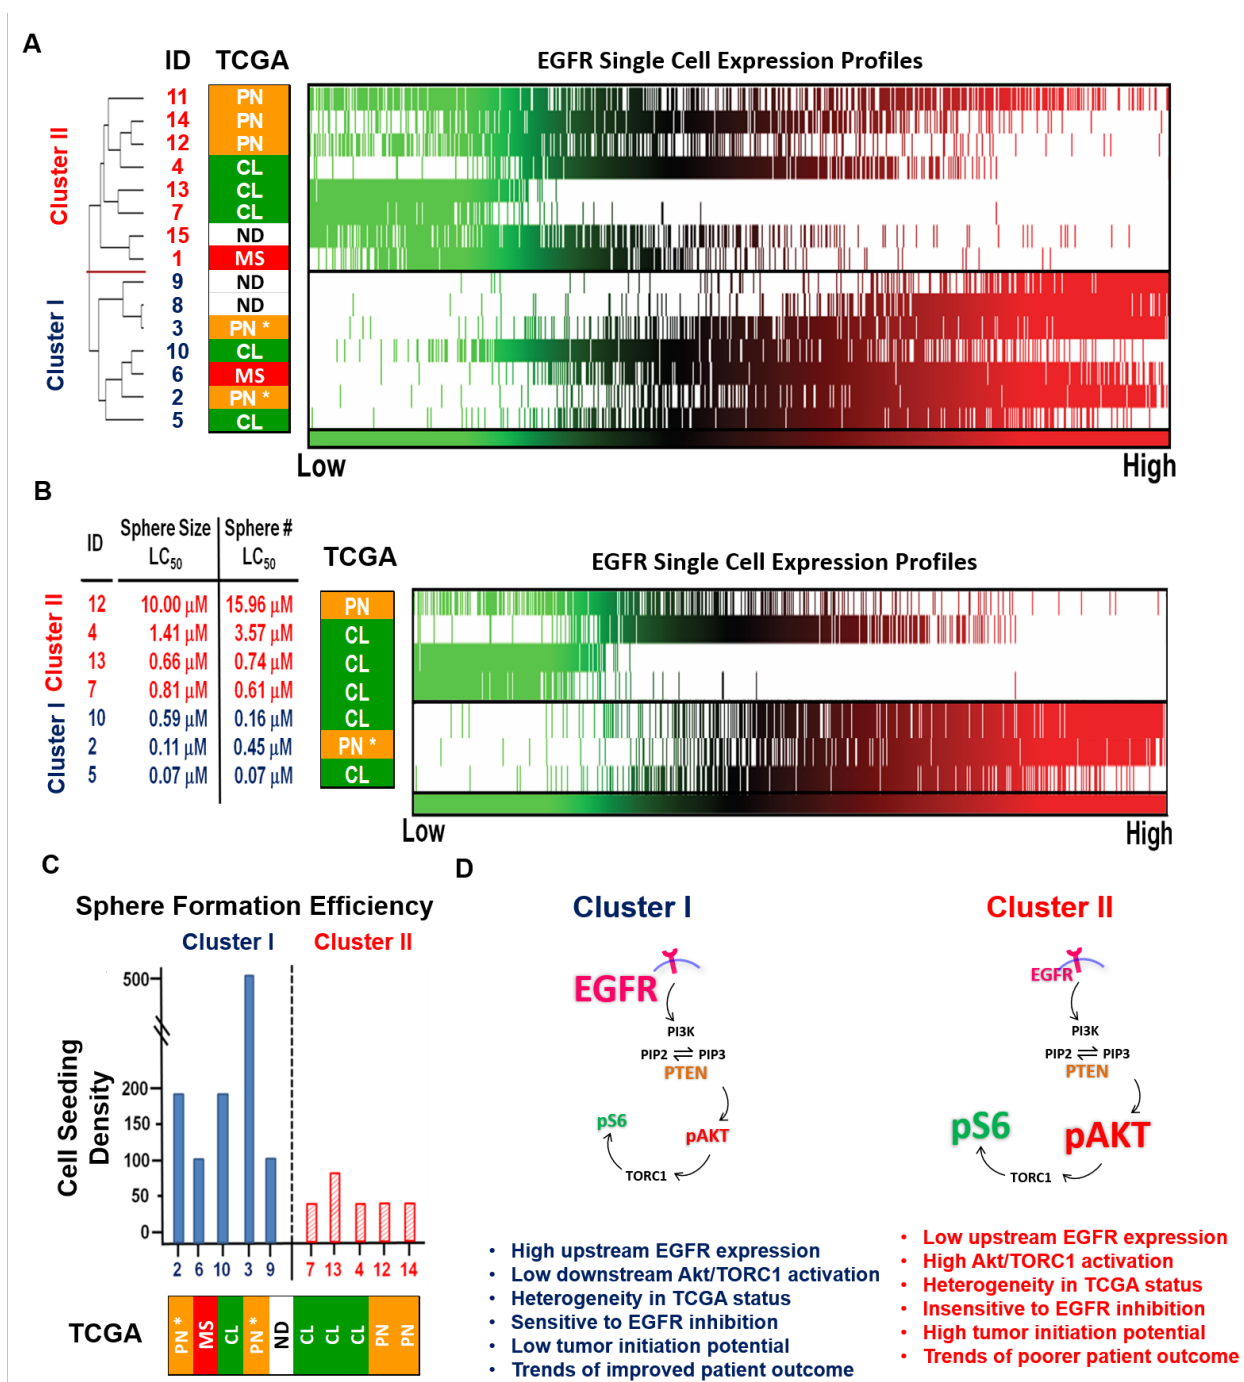 A
ID TCGA EGFR Single Cell Expression Profiles
Cluster II
11 PN
14 PN
12 PN
4 CL
13 CL
7 CL
15 ND
1 MS
Cluster I
9 ND
8 ND
3 PN *
10 CL
6 MS
2 PN *
5 CL
Low High
B
ID Sphere Size LC50 Sphere # LC50
TCGA EGFR Single Cell Expression Profiles
Cluster II
12 10.00 μM 15.96 μM PN
4 1.41 μM 3.57 μM CL
13 0.66 μM 0.74 μM CL
7 0.81 μM 0.61 μM CL
Cluster I
10 0.59 μM 0.16 μM CL
2 0.11 μM 0.45 μM PN *
5 0.07 μM 0.07 μM CL
Low High
C
Sphere Formation Efficiency
Cluster I Cluster II
Cell Seeding
Density
500
200
150
100
50
0
2 6 10 3 9 7 13 4 12 14
TCGA PN * MS CL PN * ND CL CL CL PN PN
D
Cluster I
EGFR
PI3K
PIP2 PIP3
PTEN
pS6
pAKT
TORC1
• High upstream EGFR expression
• Low downstream Akt/TORC1 activation
• Heterogeneity in TCGA status
• Sensitive to EGFR inhibition
• Low tumor initiation potential
• Trends of improved patient outcome
Cluster II
EGFR
PI3K
PIP2 PIP3
PTEN
pS6
pAKT
TORC1
• Low upstream EGFR expression
• High Akt/TORC1 activation
• Heterogeneity in TCGA status
• Insensitive to EGFR inhibition
• High tumor initiation potential
• Trends of poorer patient outcome